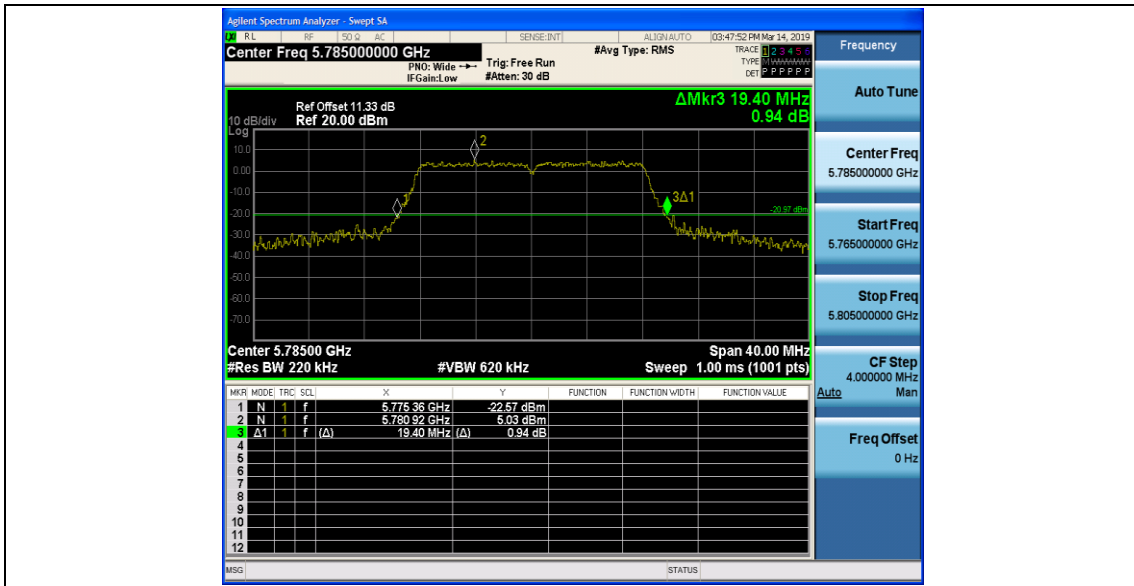 Agilent Spectrum Analyzer - Swept SA
RL RF 50 Ω AC SENSE:INT ALIGNAUTO 03:47:52 PM Mar 14, 2019
Center Freq 5.785000000 GHz
PNO: Wide
IFGain:Low
Trig: Free Run
#Atten: 30 dB
#Avg Type: RMS
TRACE 1 2 3 4 5 6
TYPE
DET P P P P P P
ΔMkr3 19.40 MHz
0.94 dB
Ref Offset 11.33 dB
10 dB/div Ref 20.00 dBm
Log
10.0
0.00
-10.0
-20.0
-30.0
-40.0
-50.0
-60.0
-70.0
2
3Δ1
-20.97 dBm
Center 5.78500 GHz Span 40.00 MHz
#Res BW 220 kHz #VBW 620 kHz Sweep 1.00 ms (1001 pts)
MKR MODE TRC SCL X Y FUNCTION FUNCTION WIDTH FUNCTION VALUE
1 N 1 f 5.775 36 GHz -22.57 dBm
2 N 1 f 5.780 92 GHz 5.03 dBm
3 Δ1 1 f (Δ) 19.40 MHz (Δ) 0.94 dB
4
5
6
7
8
9
10
11
12
MSG STATUS
Frequency
Auto Tune
Center Freq
5.785000000 GHz
Start Freq
5.765000000 GHz
Stop Freq
5.805000000 GHz
CF Step
4.000000 MHz
Auto Man
Freq Offset
0 Hz